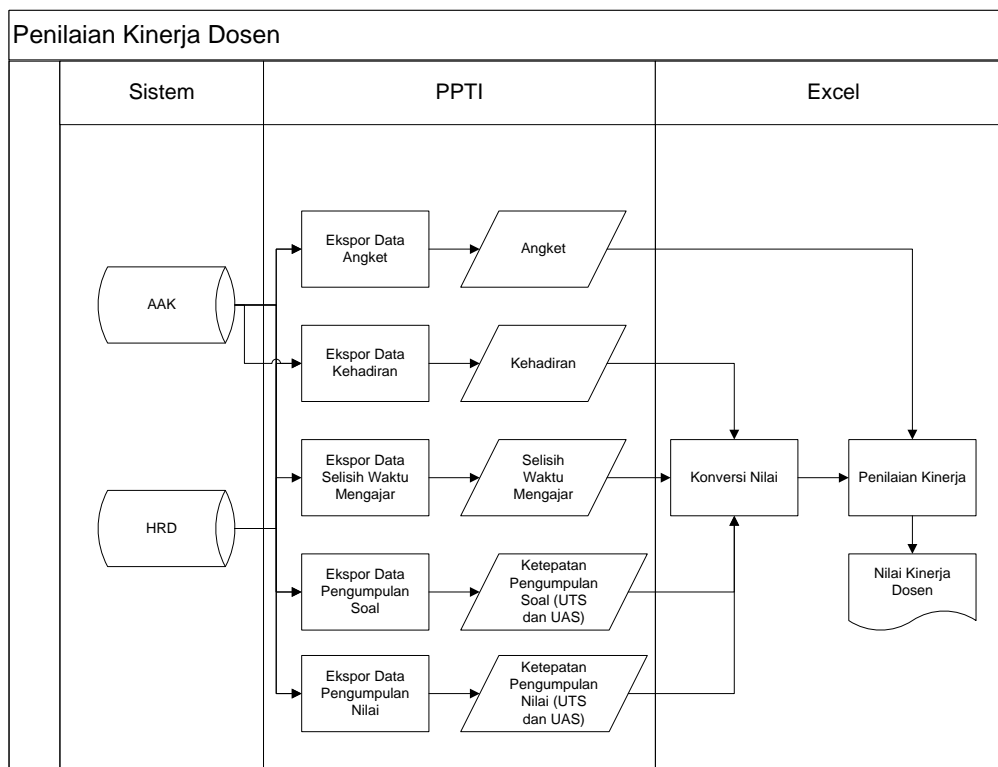 Penilaian Kinerja Dosen
Sistem
PPTI
Excel
AAK
HRD
Ekspor Data
Angket
Angket
Ekspor Data
Kehadiran
Kehadiran
Ekspor Data
Selisih Waktu
Mengajar
Selisih
Waktu
Mengajar
Ekspor Data
Pengumpulan
Soal
Ketepatan
Pengumpulan
Soal (UTS
dan UAS)
Ekspor Data
Pengumpulan
Nilai
Ketepatan
Pengumpulan
Nilai (UTS
dan UAS)
Konversi Nilai
Penilaian Kinerja
Nilai Kinerja
Dosen